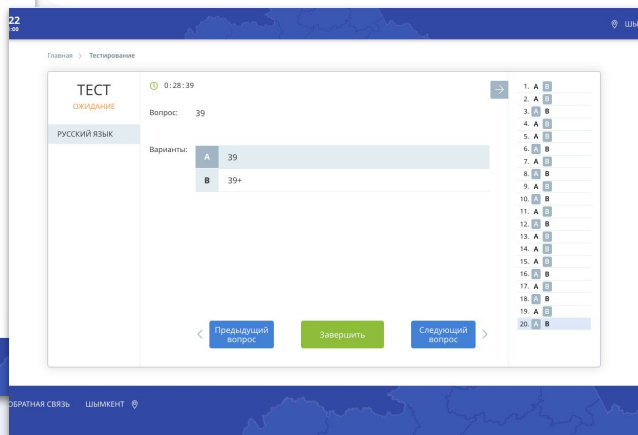 22
:00
ШЫ
Главная > Тестирование
ТЕСТ
ОЖИДАНИЕ
РУССКИЙ ЯЗЫК
0:28:39
Вопрос: 39
Варианты:
A 39
B 39+
Предыдущий
вопрос
Завершить
Следующий
вопрос
1. A B
2. A B
3. A B
4. A B
5. A B
6. A B
7. A B
8. A B
9. A B
10. A B
11. A B
12. A B
13. A B
14. A B
15. A B
16. A B
17. A B
18. A B
19. A B
20. A B
ОБРАТНАЯ СВЯЗЬ ШЫМКЕНТ